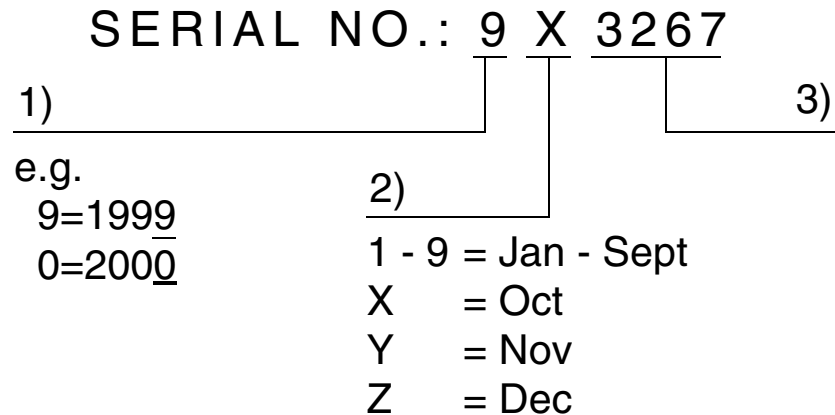 SERIAL NO.: 9 X 3267
1)
3)
e.g.
9=1999
0=2000
2)
1 - 9 = Jan - Sept
X = Oct
Y = Nov
Z = Dec